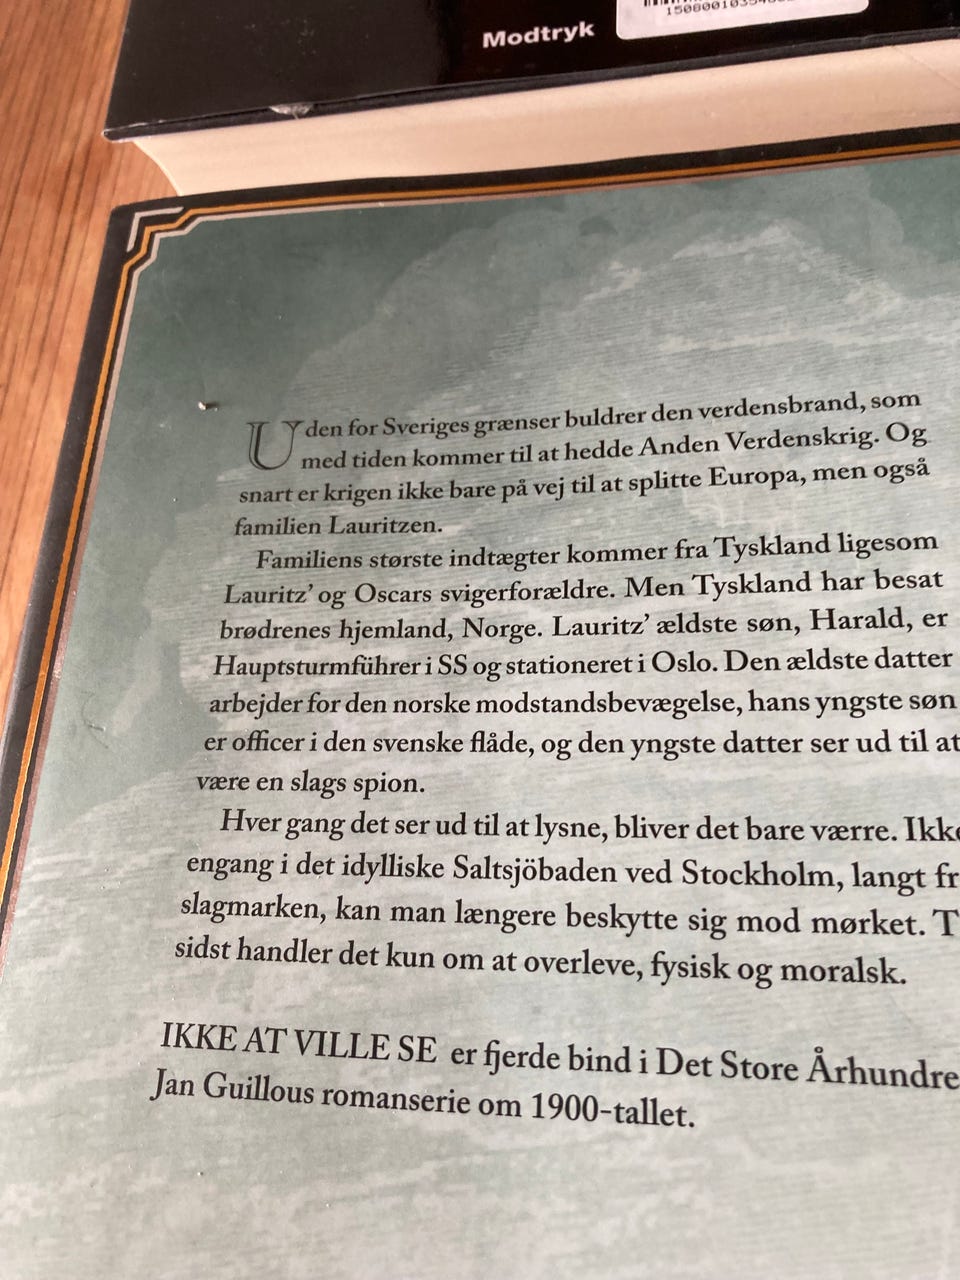 Modtryk
Uden for Sveriges grænser buldrer den verdensbrand, som
med tiden kommer til at hedde Anden Verdenskrig. Og
snart er krigen ikke bare på vej til at splitte Europa, men også
familien Lauritzen.
Familiens største indtægter kommer fra Tyskland ligesom
Lauritz’ og Oscars svigerforældre. Men Tyskland har besat
brødrenes hjemland, Norge. Lauritz’ ældste søn, Harald, er
Hauptsturmführer i SS og stationeret i Oslo. Den ældste datter
arbejder for den norske modstandsbevægelse, hans yngste søn
er officer i den svenske flåde, og den yngste datter ser ud til at
være en slags spion.
Hver gang det ser ud til at lysne, bliver det bare værre. Ikke
engang i det idylliske Saltsjöbaden ved Stockholm, langt fr
slagmarken, kan man længere beskytte sig mod mørket. T
sidst handler det kun om at overleve, fysisk og moralsk.
IKKE AT VILLE SE er fjerde bind i Det Store Århundre
Jan Guillous romanserie om 1900-tallet.